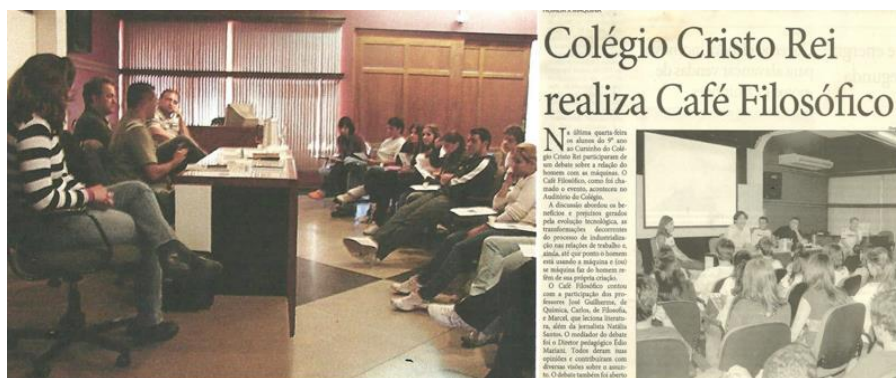 Colégio Cristo Rei
realiza Café Filosófico
Na última quarta-feira
os alunos do 9º ano
ao Cursinho do Colé-
gio Cristo Rei participaram de
um debate sobre a relação do
homem com as máquinas. O
Café Filosófico, como foi cha-
mado o evento, aconteceu no
Auditório do Colégio.
A discussão abordou os be-
nefícios e prejuízos gerados
pela evolução tecnológica, as
transformações decorrentes
do processo de industrializa-
ção nas relações de trabalho e,
ainda, até que ponto o homem
está usando a máquina e (ou)
se máquina faz do homem re-
fém de sua própria criação.
O Café Filosófico contou
com a participação dos pro-
fessores José Guilherme, de
Química, Carlos, de Filosofia,
e Marcel, que leciona literatu-
ra, além da jornalista Natália
Santos. O mediador do debate
foi o Diretor pedagógico Édio
Mariani. Todos deram suas
opiniões e contribuíram com
diversas visões sobre o assun-
to. O debate também foi aberto